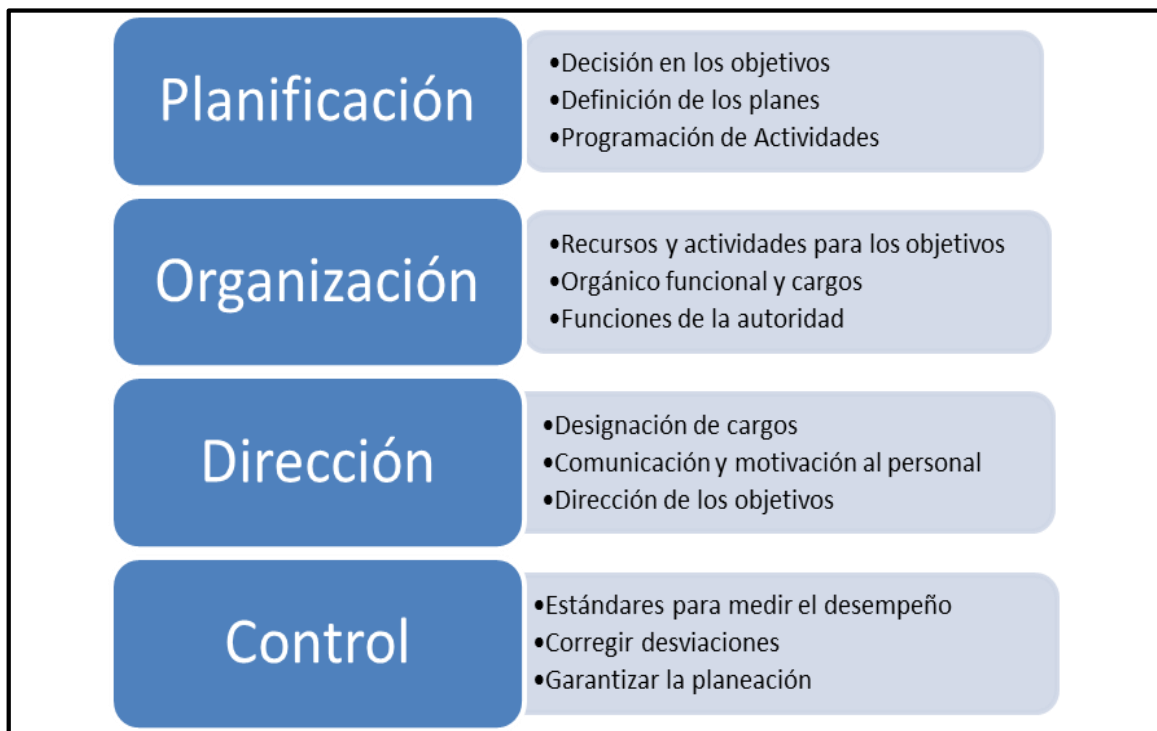 Planificación
•Decisión en los objetivos
•Definición de los planes
•Programación de Actividades
Organización
•Recursos y actividades para los objetivos
•Orgánico funcional y cargos
•Funciones de la autoridad
Dirección
•Designación de cargos
•Comunicación y motivación al personal
•Dirección de los objetivos
Control
•Estándares para medir el desempeño
•Corregir desviaciones
•Garantizar la planeación